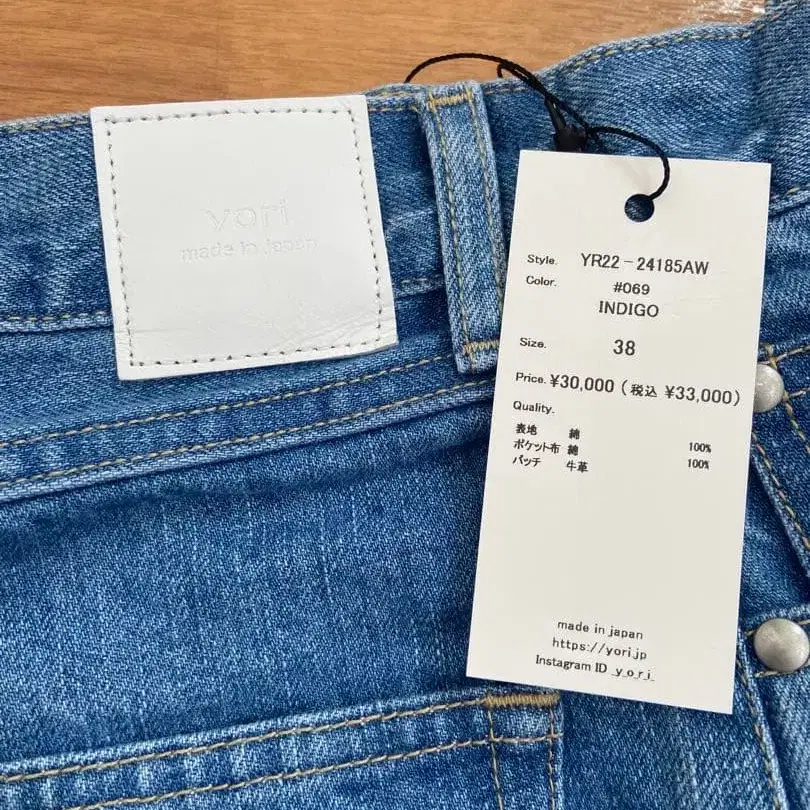 yori
made in japan
Style. YR22-24185AW
Color. #069
INDIGO
Size. 38
Price. ¥30,000 (税込 ¥33,000)
Quality.
表地 綿 100%
ポケット布 綿 100%
パッチ 牛革
made in japan
https://yori.jp
Instagram ID _y_o_r_i_